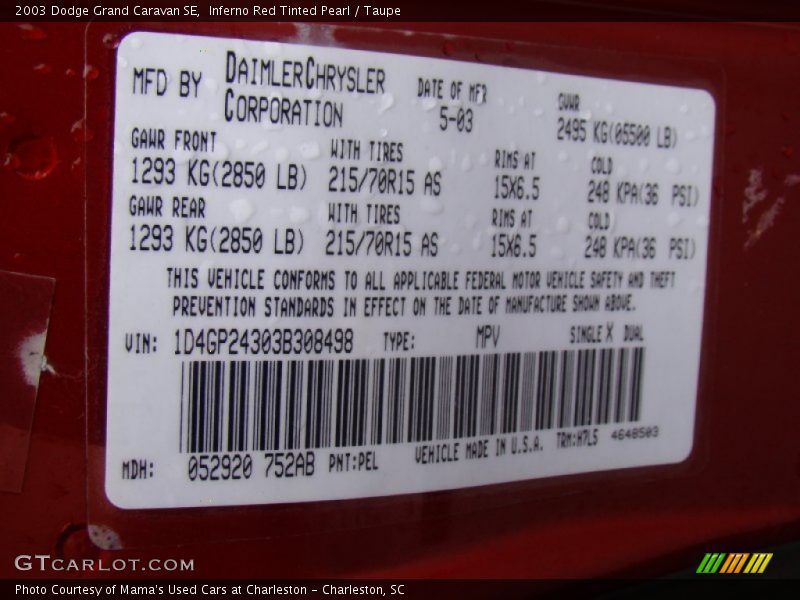 2003 Dodge Grand Caravan SE,  Inferno Red Tinted Pearl / Taupe
MFD BY DAIMLERCHRYSLER CORPORATION DATE OF MFR 5-03 GVWR 2495 KG(05500 LB)
GAWR FRONT WITH TIRES RIMS AT COLD
1293 KG(2850 LB) 215/70R15 AS 15X6.5 248 KPA(36 PSI)
GAWR REAR WITH TIRES RIMS AT COLD
1293 KG(2850 LB) 215/70R15 AS 15X6.5 248 KPA(36 PSI)
THIS VEHICLE CONFORMS TO ALL APPLICABLE FEDERAL MOTOR VEHICLE SAFETY AND THEFT
PREVENTION STANDARDS IN EFFECT ON THE DATE OF MANUFACTURE SHOWN ABOVE.
VIN: 1D4GP24303B308498 TYPE: MPV SINGLE X DUAL
MDH: 052920 752AB PNT:PEL VEHICLE MADE IN U.S.A. TRM:H7L5 4648503
GTCARLOT.COM
Photo Courtesy of Mama's Used Cars at Charleston - Charleston, SC